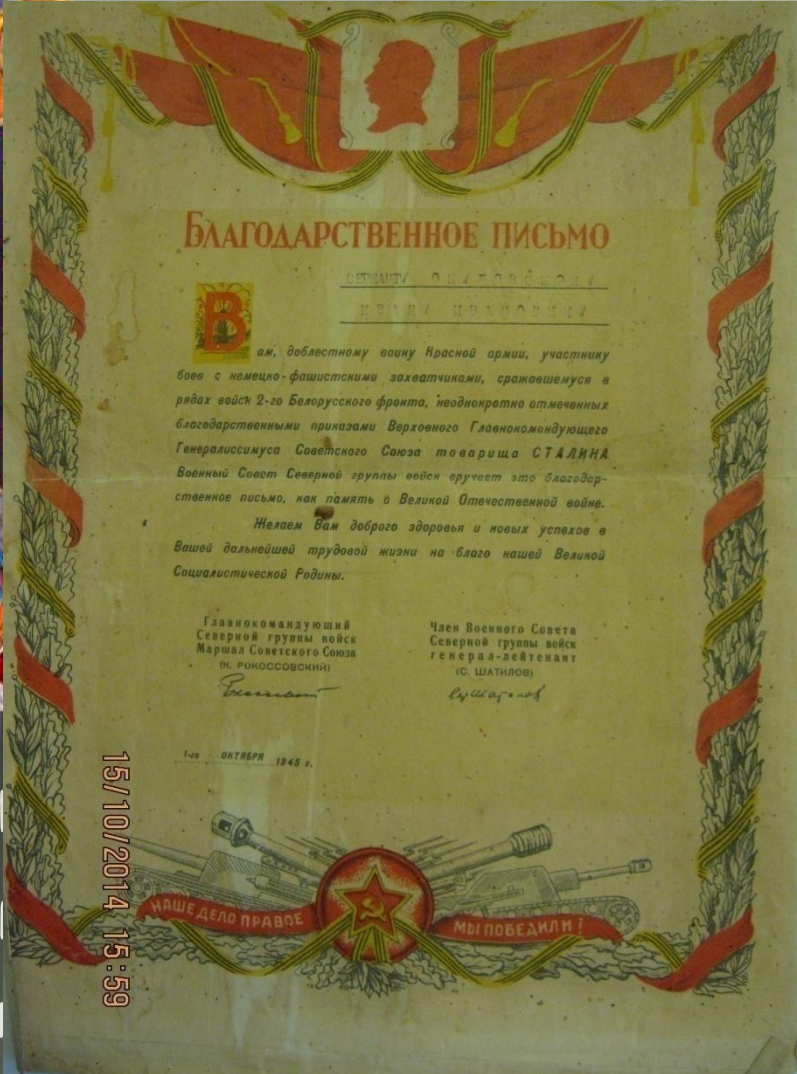 БЛАГОДАРСТВЕННОЕ ПИСЬМО
СЕРЖАНТУ
Вам, доблестному воину Красной армии, участнику
боев с немецко-фашистскими захватчиками, сражавшемуся в
рядах войск 2-го Белорусского фронта, неоднократно отмеченных
благодарственными приказами Верховного Главнокомандующего
Генералиссимуса Советского Союза товарища СТАЛИНА
Военный Совет Северной группы войск вручает это благодар-
ственное письмо, как память о Великой Отечественной войне.
Желаем Вам доброго здоровья и новых успехов в
Вашей дальнейшей трудовой жизни на благо нашей Великой
Социалистической Родины.
Главнокомандующий
Северной группы войск
Маршал Советского Союза
(К. РОКОССОВСКИЙ)
Член Военного Совета
Северной группы войск
генерал-лейтенант
(С. ШАТИЛОВ)
1-го ОКТЯБРЯ 1945 г.
НАШЕ ДЕЛО ПРАВОЕ
МЫ ПОБЕДИЛИ!
15/10/2014 15:59